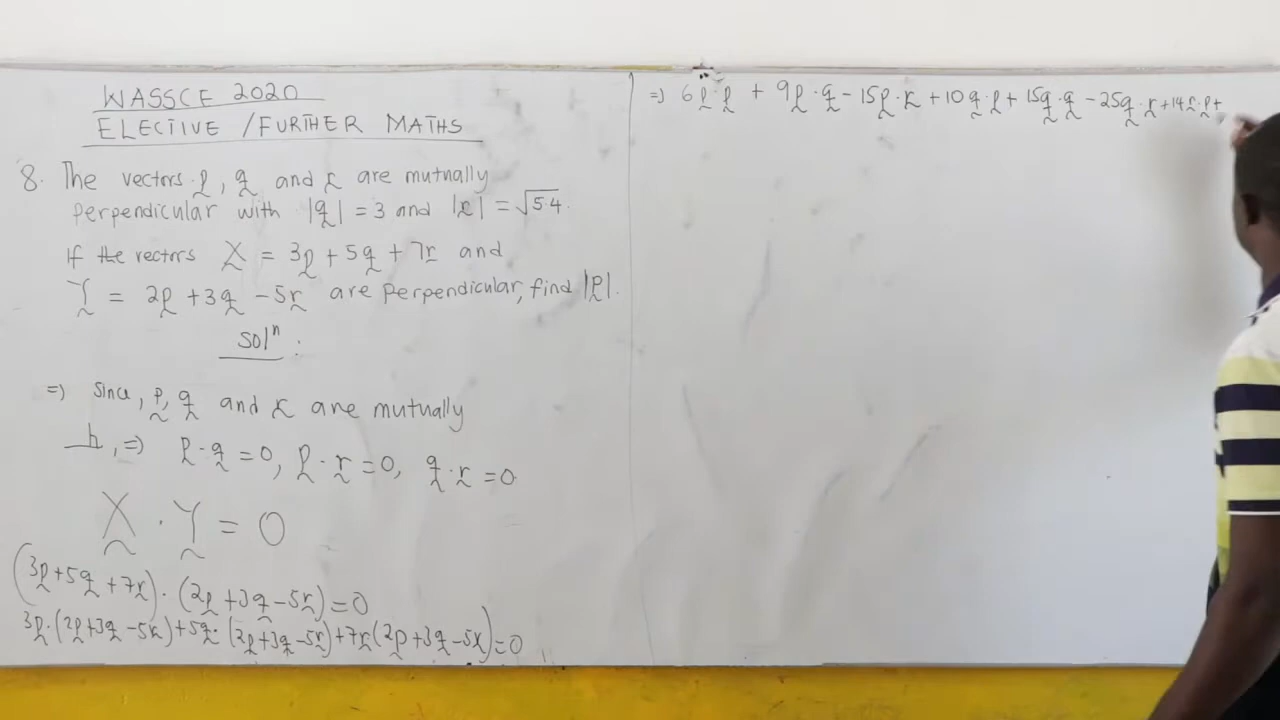 WASSCE 2020
ELECTIVE /FURTHER MATHS
8. The vectors p, q and r are mutually
perpendicular with |q| = 3 and |r| = √5.4.
If the vectors X = 3p + 5q + 7r and
Y = 2p + 3q - 5r are perpendicular, find |p|.
solⁿ :
=) Since, p, q and r are mutually
h, =) p · q = 0, p · r = 0, q · r = 0
X · Y = 0
(3p + 5q + 7r) · (2p + 3q - 5r) = 0
3p · (2p + 3q - 5r) + 5q · (2p + 3q - 5r) + 7r (2p + 3q - 5r) = 0
=) 6p · p + 9p · q - 15p · r + 10q · p + 15q · q - 25q · r + 14r · p +